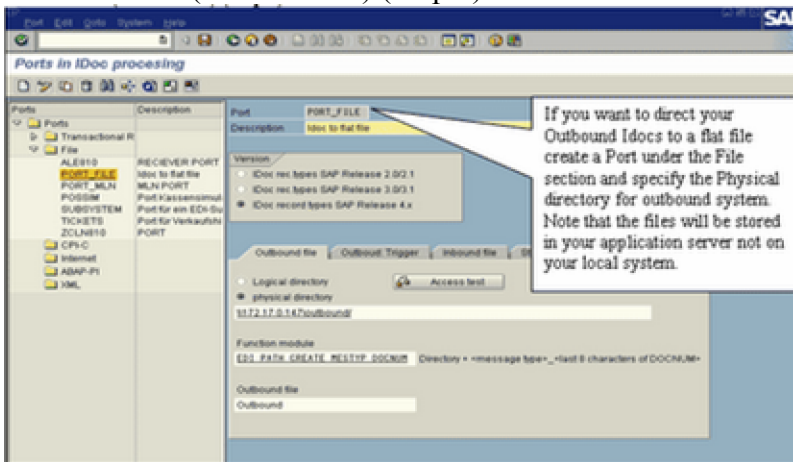 Port Edit Goto System Help
SA
Ports in IDoc procesing
Ports Description
Ports
Transactional R
File
ALE810 RECIEVER PORT
PORT_FILE Idoc to flat file
PORT_MLN MLN PORT
POSSIM Port Kassensimul
SUBSYSTEM Port für ein EDI-Su
TICKETS Port für Verkaufshi
ZCLN810 PORT
CPI-C
Internet
ABAP-PI
XML
Port PORT_FILE
Description Idoc to flat file
Version
IDoc rec.types SAP Release 2.0/2.1
IDoc rec.types SAP Release 3.0/3.1
IDoc record types SAP Release 4.x
Outbound file Outboud: Trigger Inbound file St
Logical directory Access test
physical directory
\\172.17.0.147\outbound/
Function module
EDI_PATH_CREATE_MESTYP_DOCNUM Directory + <message type>_<last 8 characters of DOCNUM>
Outbound file
Outbound
If you want to direct your
Outbound Idocs to a flat file
create a Port under the File
section and specify the Physical
directory for outbound system.
Note that the files will be stored
in your application server not on
your local system.